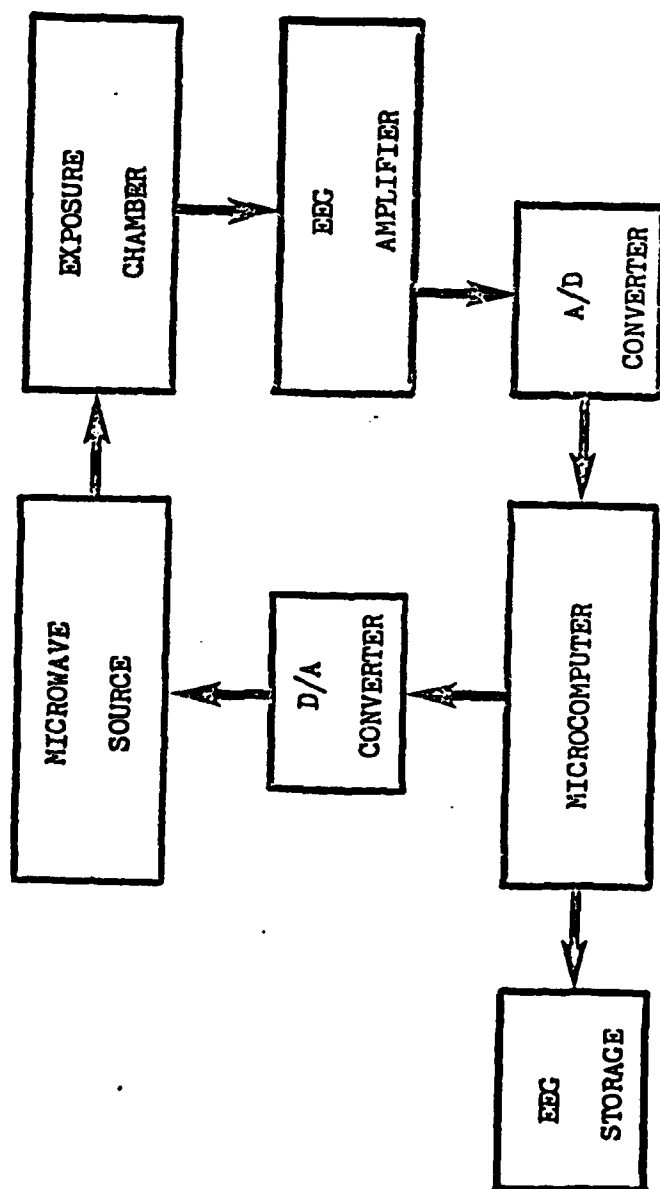 MICROWAVE
SOURCE
EXPOSURE
CHAMBER
D/A
CONVERTER
EEG
AMPLIFIER
EEG
STORAGE
MICROCOMPUTER
A/D
CONVERTER